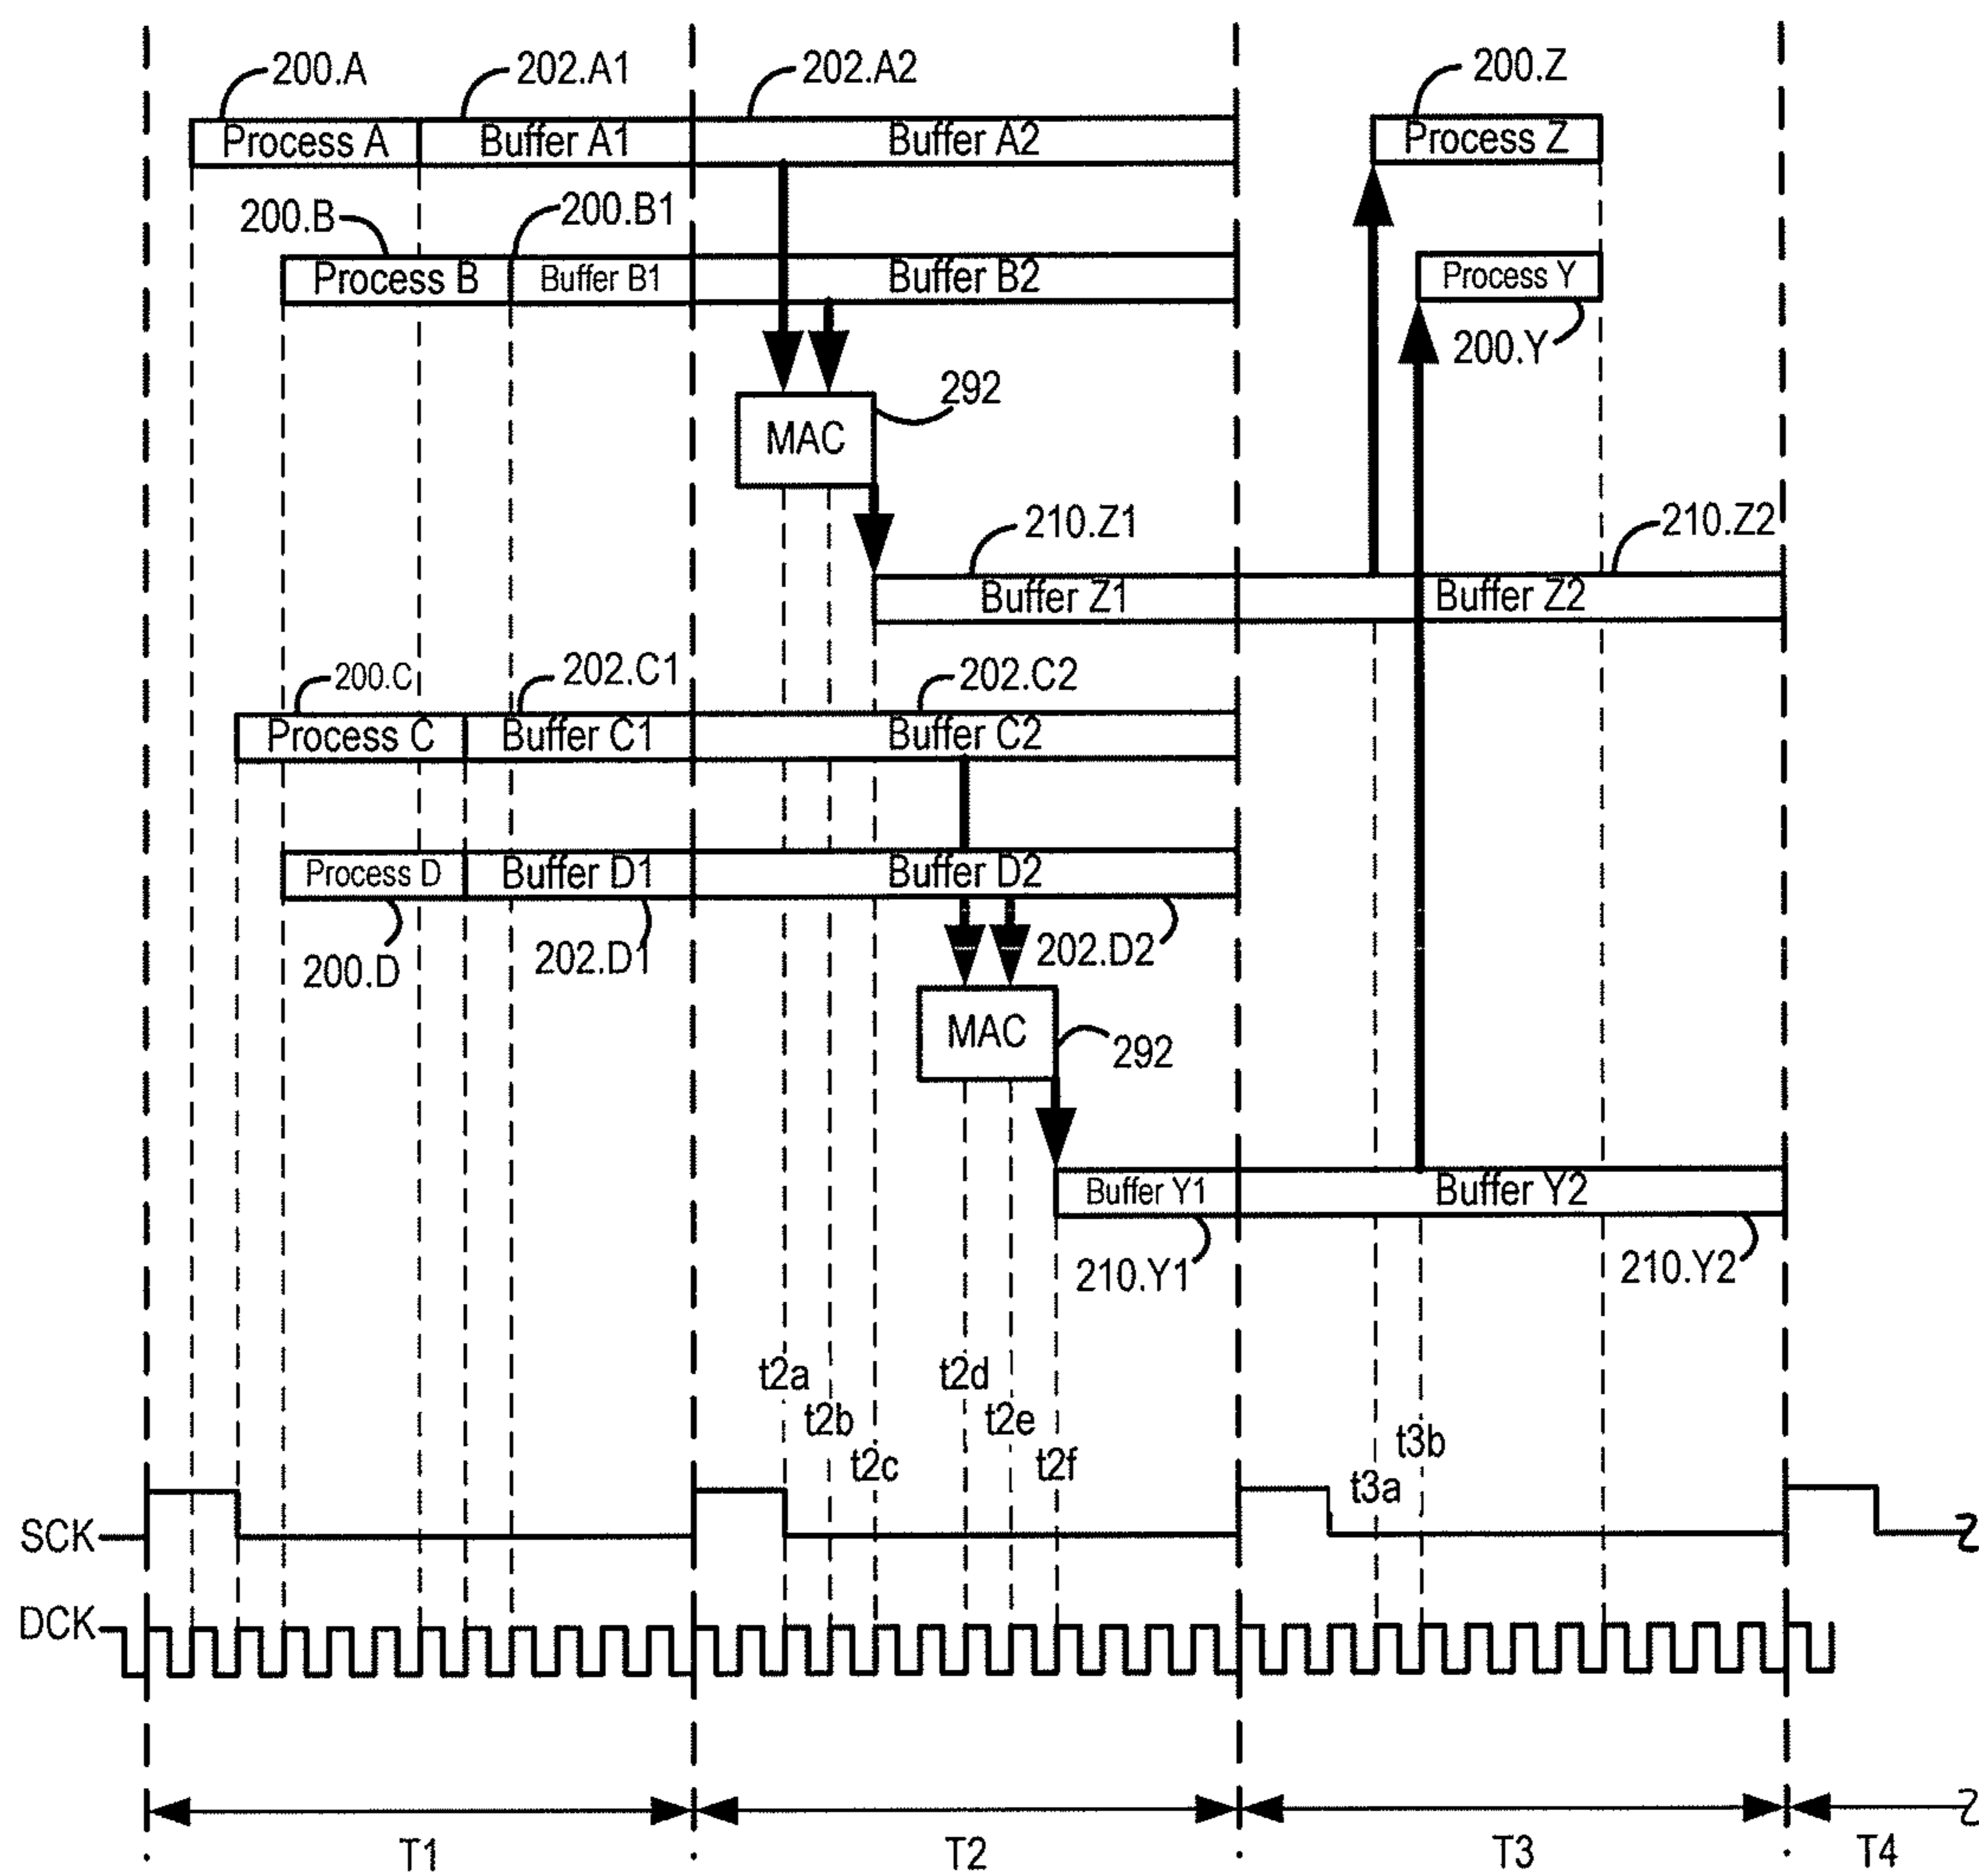 200.A 202.A1 202.A2 200.Z
Process A Buffer A1 Buffer A2 Process Z
200.B 200.B1
Process B Buffer B1 Buffer B2 Process Y
200.Y
292
MAC
210.Z1 210.Z2
Buffer Z1 Buffer Z2
200.C 202.C1 202.C2
Process C Buffer C1 Buffer C2
Process D Buffer D1 Buffer D2
200.D 202.D1 202.D2
MAC
292
Buffer Y1 Buffer Y2
210.Y1 210.Y2
t2a t2d
t2b t2e t3b
t2c t2f t3a
SCK
DCK
T1 T2 T3 T4